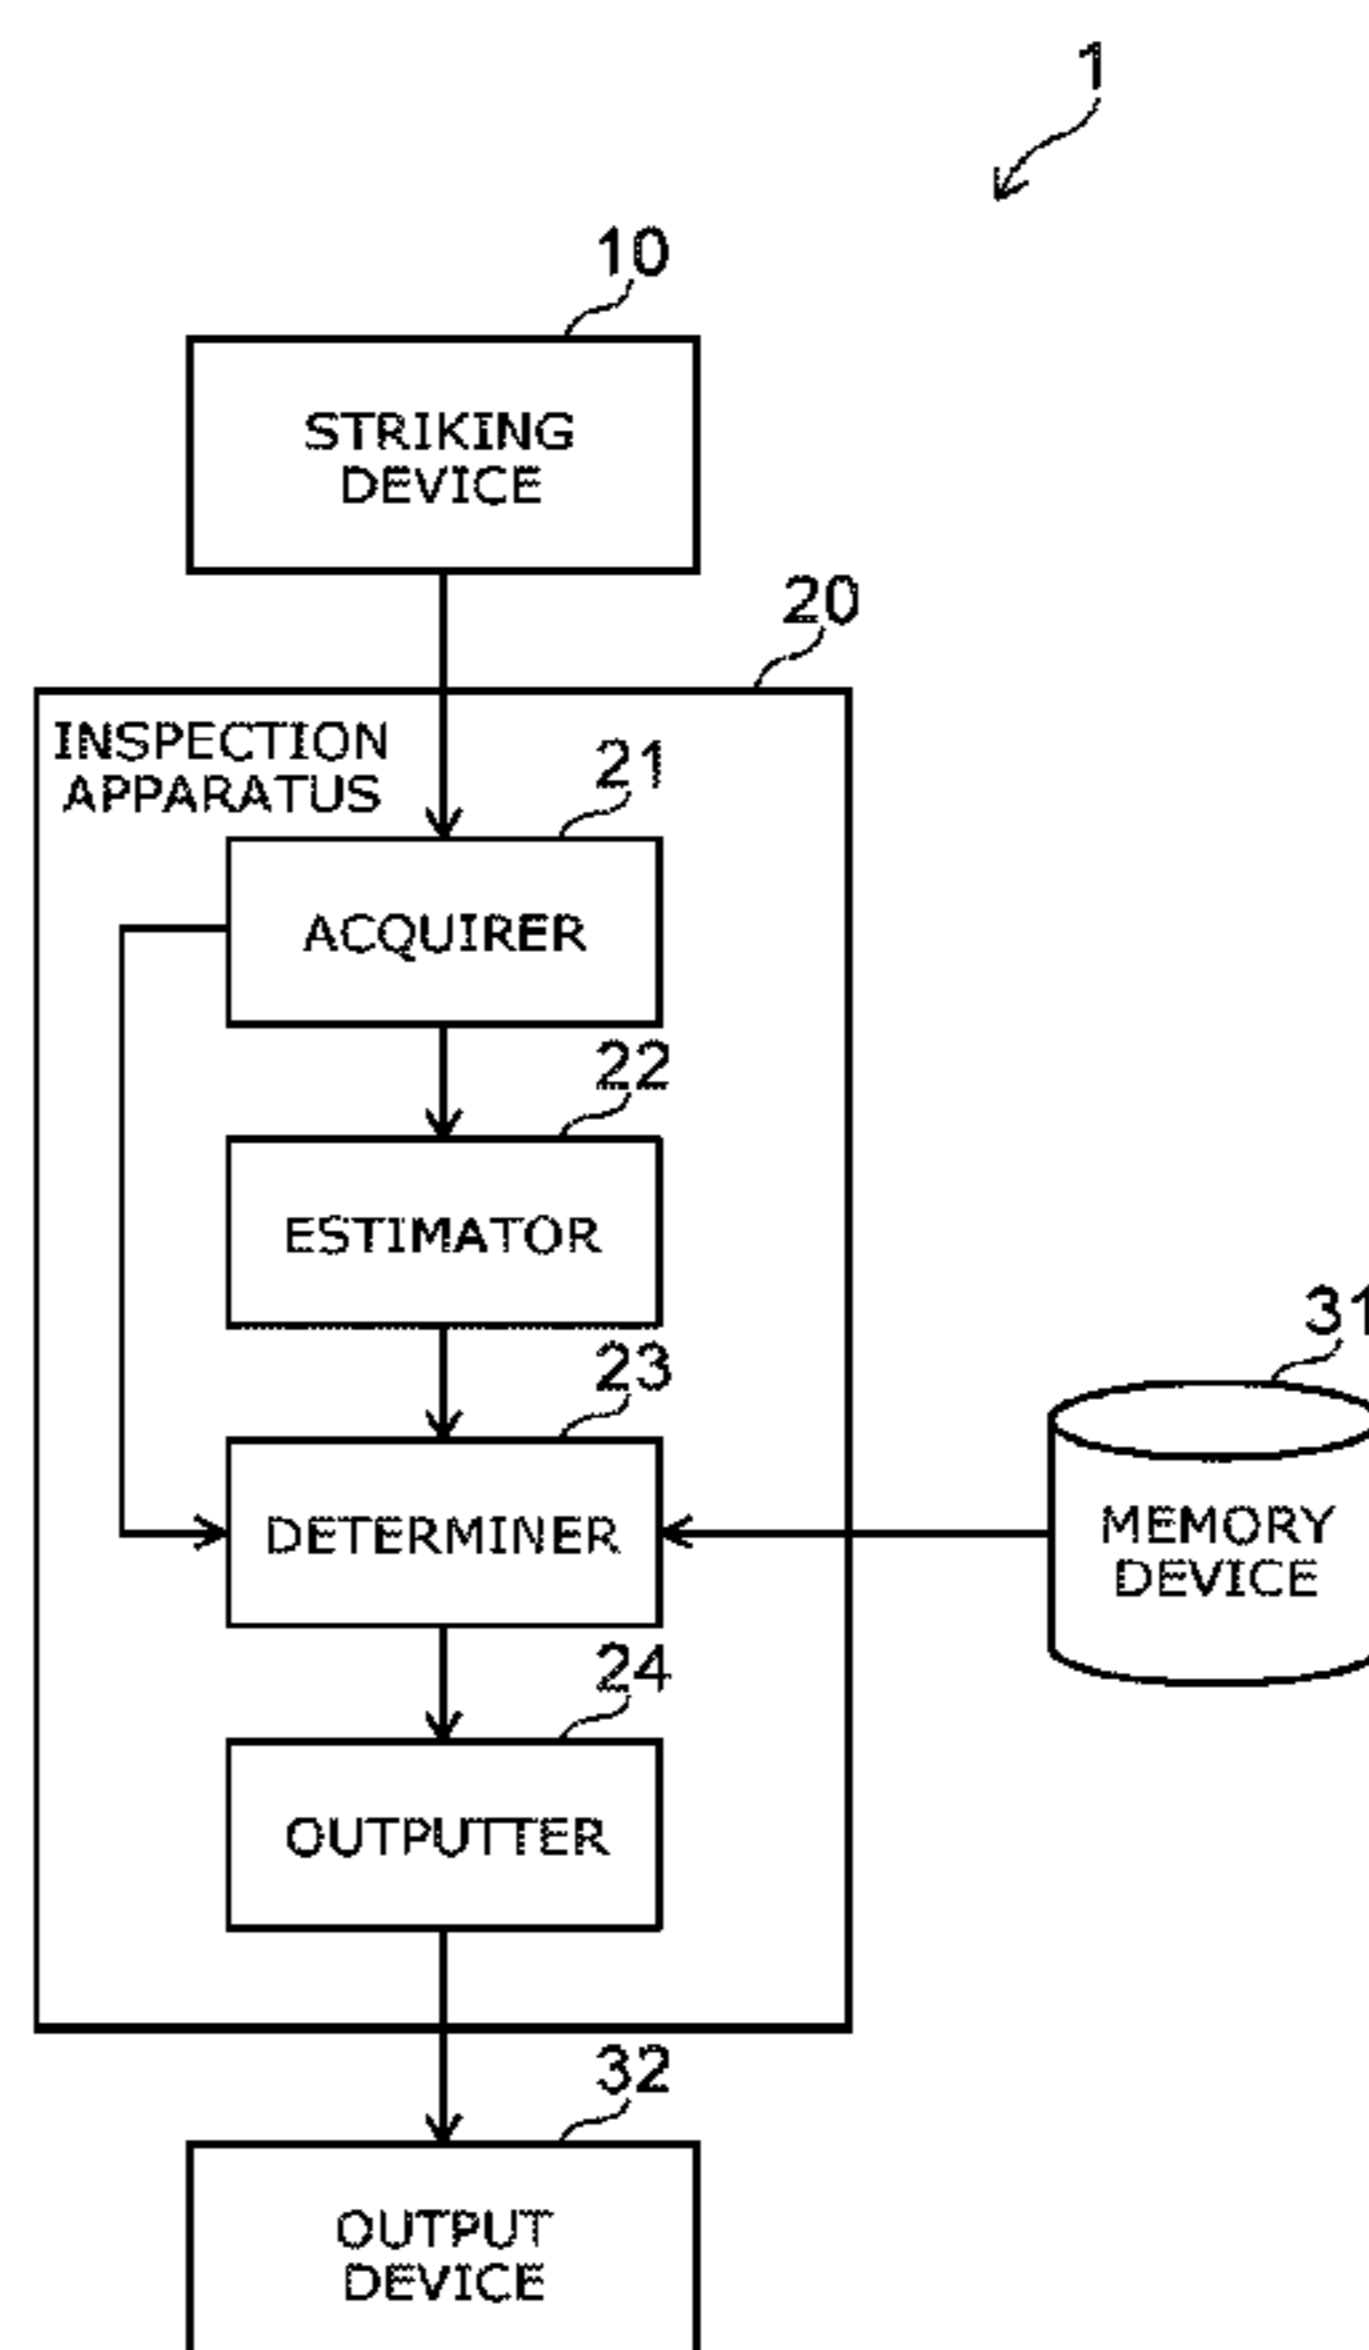 1
10
STRIKING
DEVICE
20
INSPECTION
APPARATUS
21
ACQUIRER
22
ESTIMATOR
23
DETERMINER
31
MEMORY
DEVICE
24
OUTPUTTER
32
OUTPUT
DEVICE